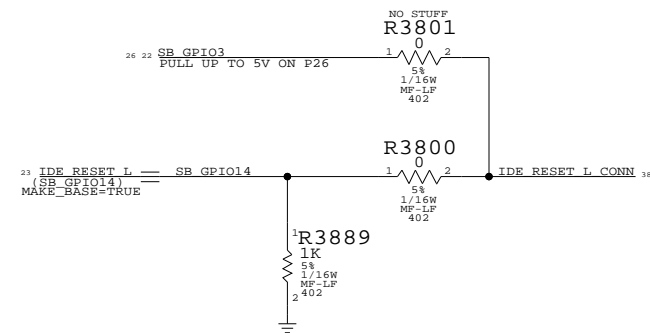 NO STUFF
R3801
0
1 2
26 22 SB_GPIO3
PULL UP TO 5V ON P26
5%
1/16W
MF-LF
402
R3800
0
23 IDE_RESET_L SB_GPIO14 1 2 IDE_RESET_L_CONN 38
(SB_GPIO14)
MAKE_BASE=TRUE
5%
1/16W
MF-LF
402
1
R3889
1K
5%
1/16W
MF-LF
2 402